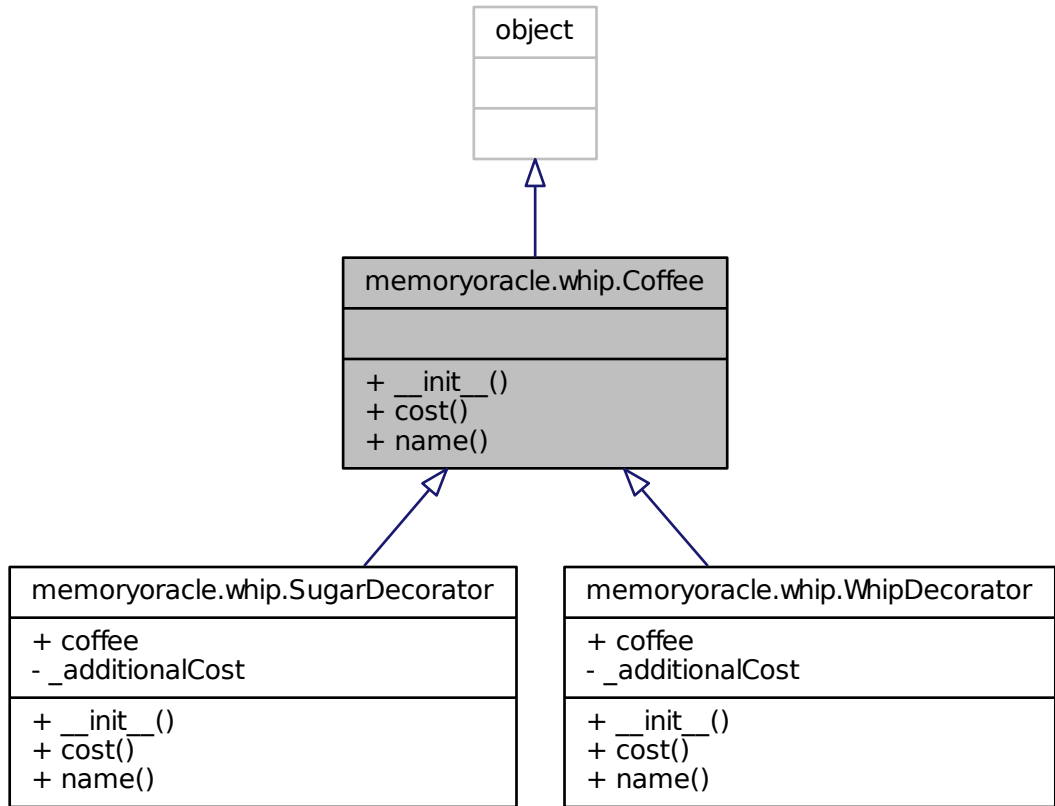 object
memoryoracle.whip.Coffee
+ __init__()
+ cost()
+ name()
memoryoracle.whip.SugarDecorator
+ coffee
- _additionalCost
+ __init__()
+ cost()
+ name()
memoryoracle.whip.WhipDecorator
+ coffee
- _additionalCost
+ __init__()
+ cost()
+ name()